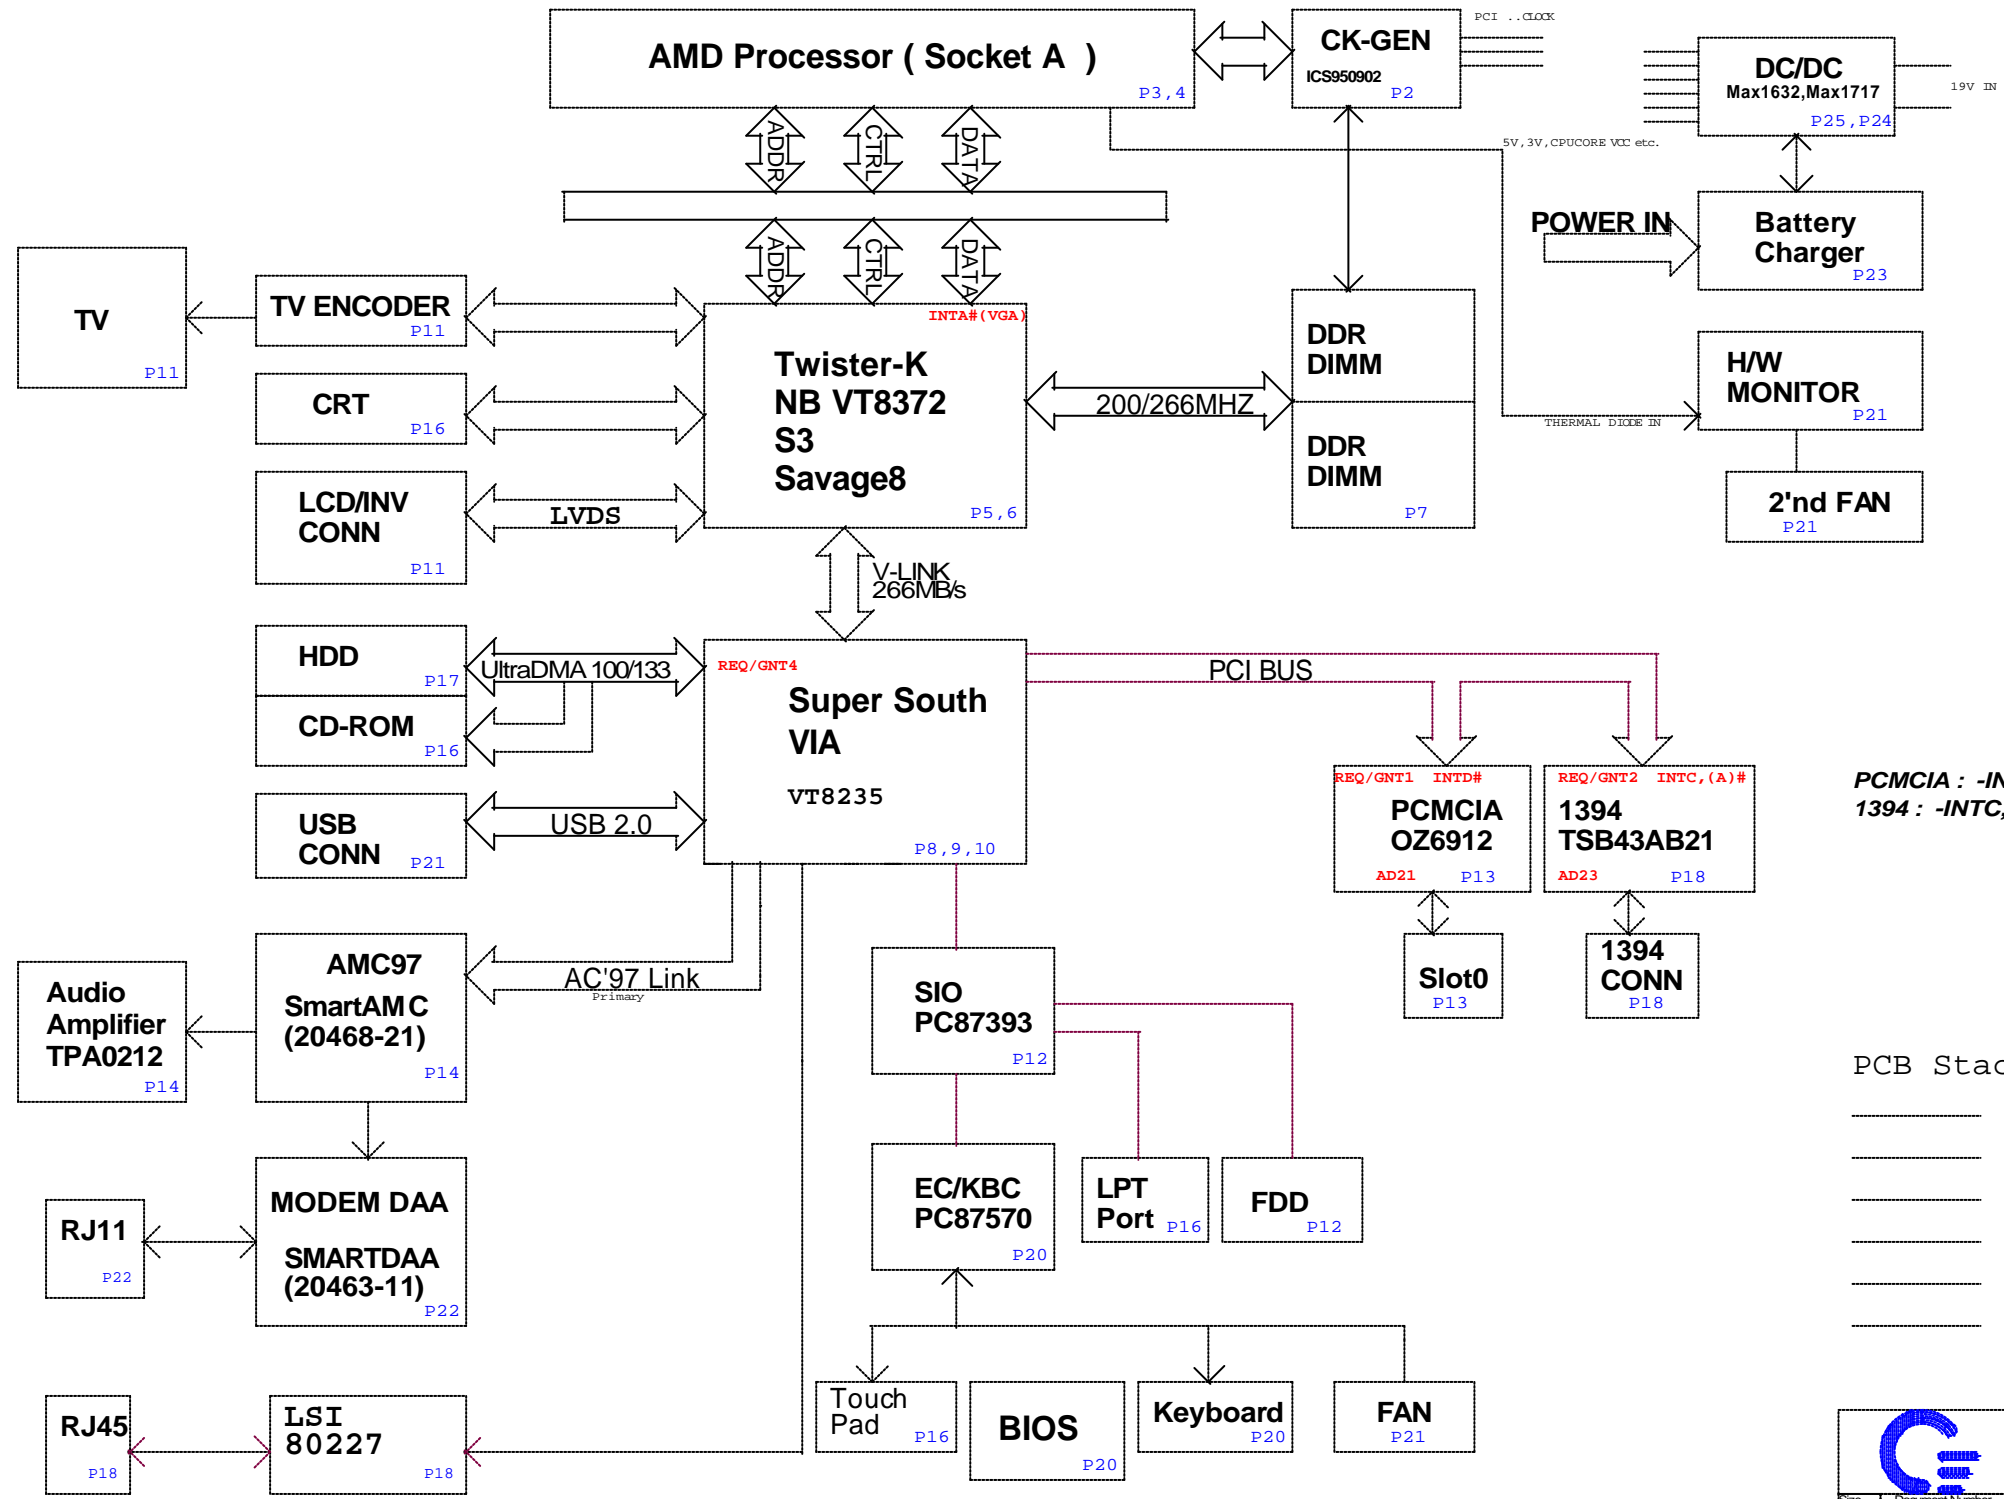 AMD Processor ( Socket A )
P3,4
CK-GEN
ICS950902
P2
PCI ..CLOCK
DC/DC
Max1632,Max1717
P25,P24
19V IN
5V,3V,CPUCORE VCC etc.
ADDR
CTRL
DATA
ADDR
CTRL
DATA
POWER IN
Battery
Charger
P23
TV
P11
TV ENCODER
P11
CRT
P16
LCD/INV
CONN
P11
LVDS
INTA#(VGA)
Twister-K
NB VT8372
S3
Savage8
P5,6
200/266MHZ
DDR
DIMM
DDR
DIMM
P7
H/W
MONITOR
P21
THERMAL DIODE IN
2'nd FAN
P21
V-LINK
266MB/s
HDD
P17
UltraDMA 100/133
CD-ROM
P16
USB
CONN
P21
USB 2.0
REQ/GNT4
Super South
VIA
VT8235
P8,9,10
PCI BUS
REQ/GNT1 INTD#
PCMCIA
OZ6912
AD21 P13
REQ/GNT2 INTC,(A)#
1394
TSB43AB21
AD23 P18
PCMCIA : -IN
1394 : -INTC,
Slot0
P13
1394
CONN
P18
Audio
Amplifier
TPA0212
P14
AMC97
SmartAMC
(20468-21)
P14
AC'97 Link
Primary
SIO
PC87393
P12
PCB Stac
MODEM DAA
SMARTDAA
(20463-11)
P22
RJ11
P22
EC/KBC
PC87570
P20
LPT
Port P16
FDD
P12
RJ45
P18
LSI
80227
P18
Touch
Pad P16
BIOS
P20
Keyboard
P20
FAN
P21